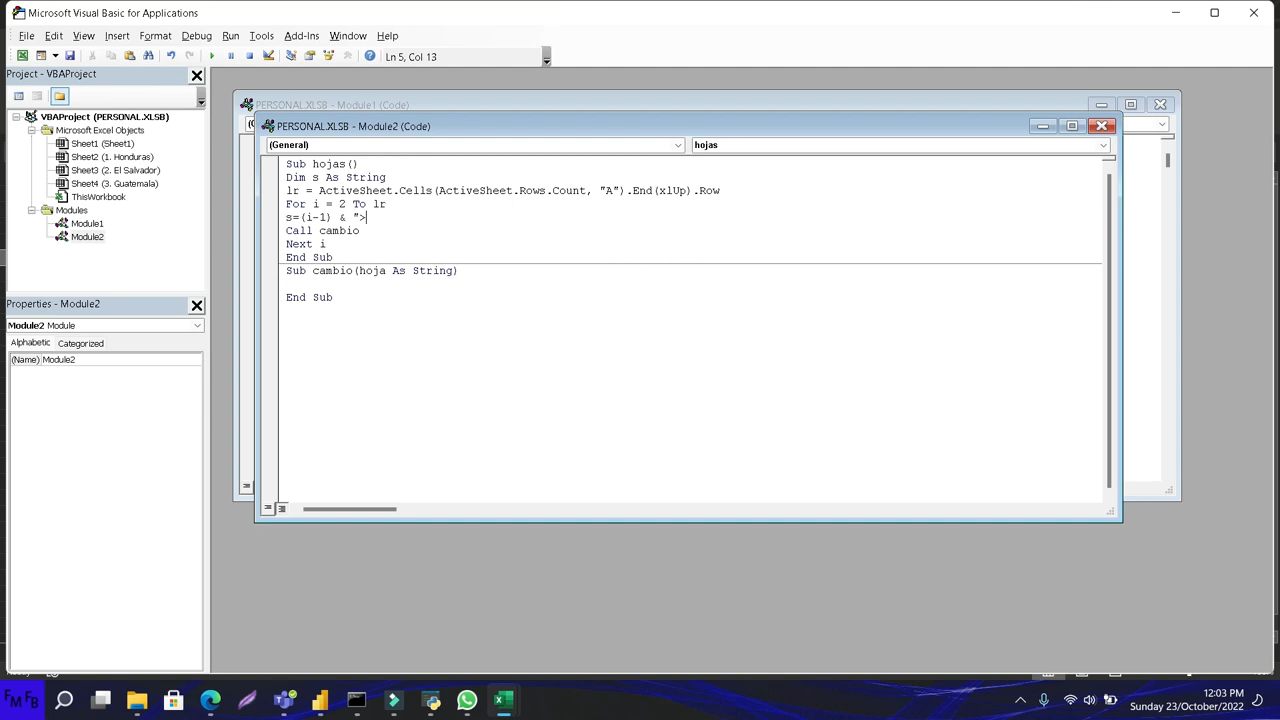 Microsoft Visual Basic for Applications
File Edit View Insert Format Debug Run Tools Add-Ins Window Help
Ln 5, Col 13
Project - VBAProject
VBAProject (PERSONAL.XLSB)
Microsoft Excel Objects
Sheet1 (Sheet1)
Sheet2 (1. Honduras)
Sheet3 (2. El Salvador)
Sheet4 (3. Guatemala)
ThisWorkbook
Modules
Module1
Module2
Properties - Module2
Module2 Module
Alphabetic Categorized
(Name) Module2
PERSONAL.XLSB - Module1 (Code)
PERSONAL.XLSB - Module2 (Code)
(General) hojas
Sub hojas()
Dim s As String
lr = ActiveSheet.Cells(ActiveSheet.Rows.Count, "A").End(xlUp).Row
For i = 2 To lr
s=(i-1) & ">
Call cambio
Next i
End Sub
Sub cambio(hoja As String)
End Sub
FMFB
12:03 PM
Sunday 23/October/2022